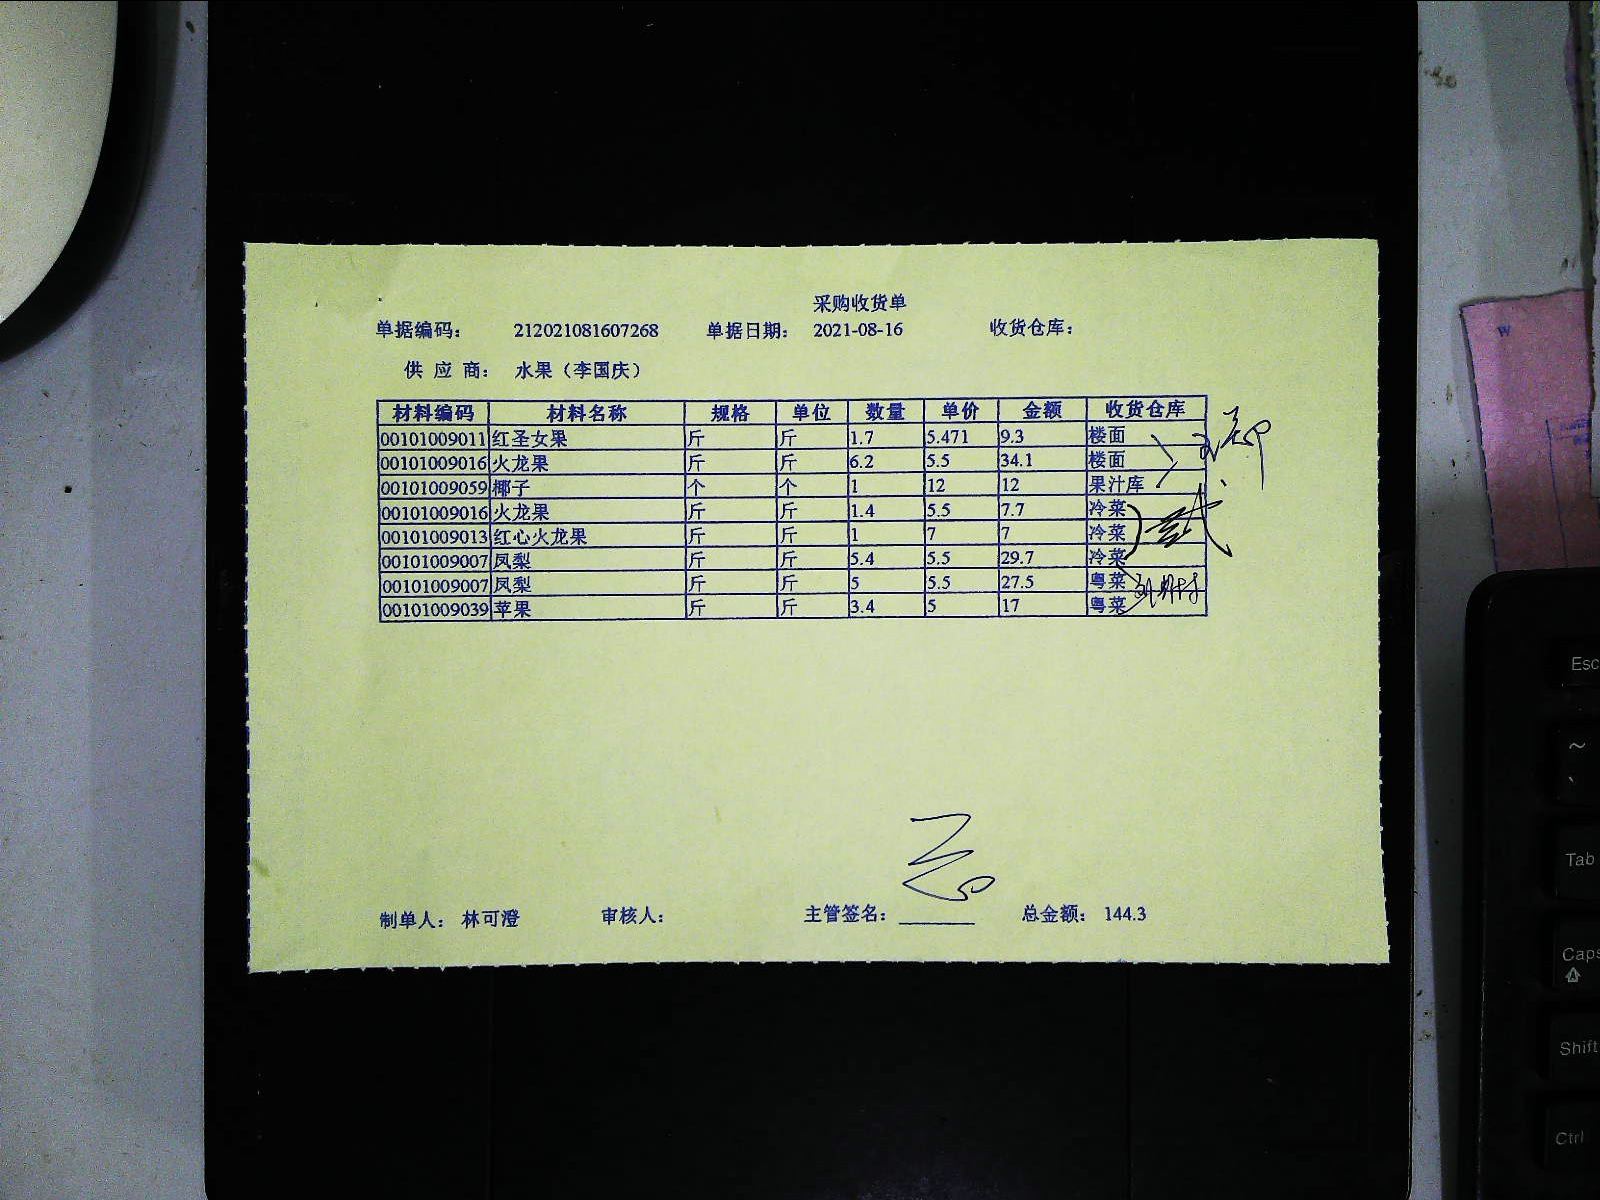 采购收货单
单据编码： 212021081607268 单据日期： 2021-08-16 收货仓库：
供 应 商： 水果（李国庆）
材料编码 材料名称 规格 单位 数量 单价 金额 收货仓库
00101009011 红圣女果 斤 斤 1.7 5.471 9.3 楼面
00101009016 火龙果 斤 斤 6.2 5.5 34.1 楼面
00101009059 椰子 个 个 1 12 12 果汁库
00101009016 火龙果 斤 斤 1.4 5.5 7.7 冷菜
00101009013 红心火龙果 斤 斤 1 7 7 冷菜
00101009007 凤梨 斤 斤 5.4 5.5 29.7 冷菜
00101009007 凤梨 斤 斤 5 5.5 27.5 粤菜
00101009039 苹果 斤 斤 3.4 5 17 粤菜
制单人： 林可澄 审核人： 主管签名： 总金额： 144.3
W
Esc
~
Tab
Caps
Shift
Ctrl